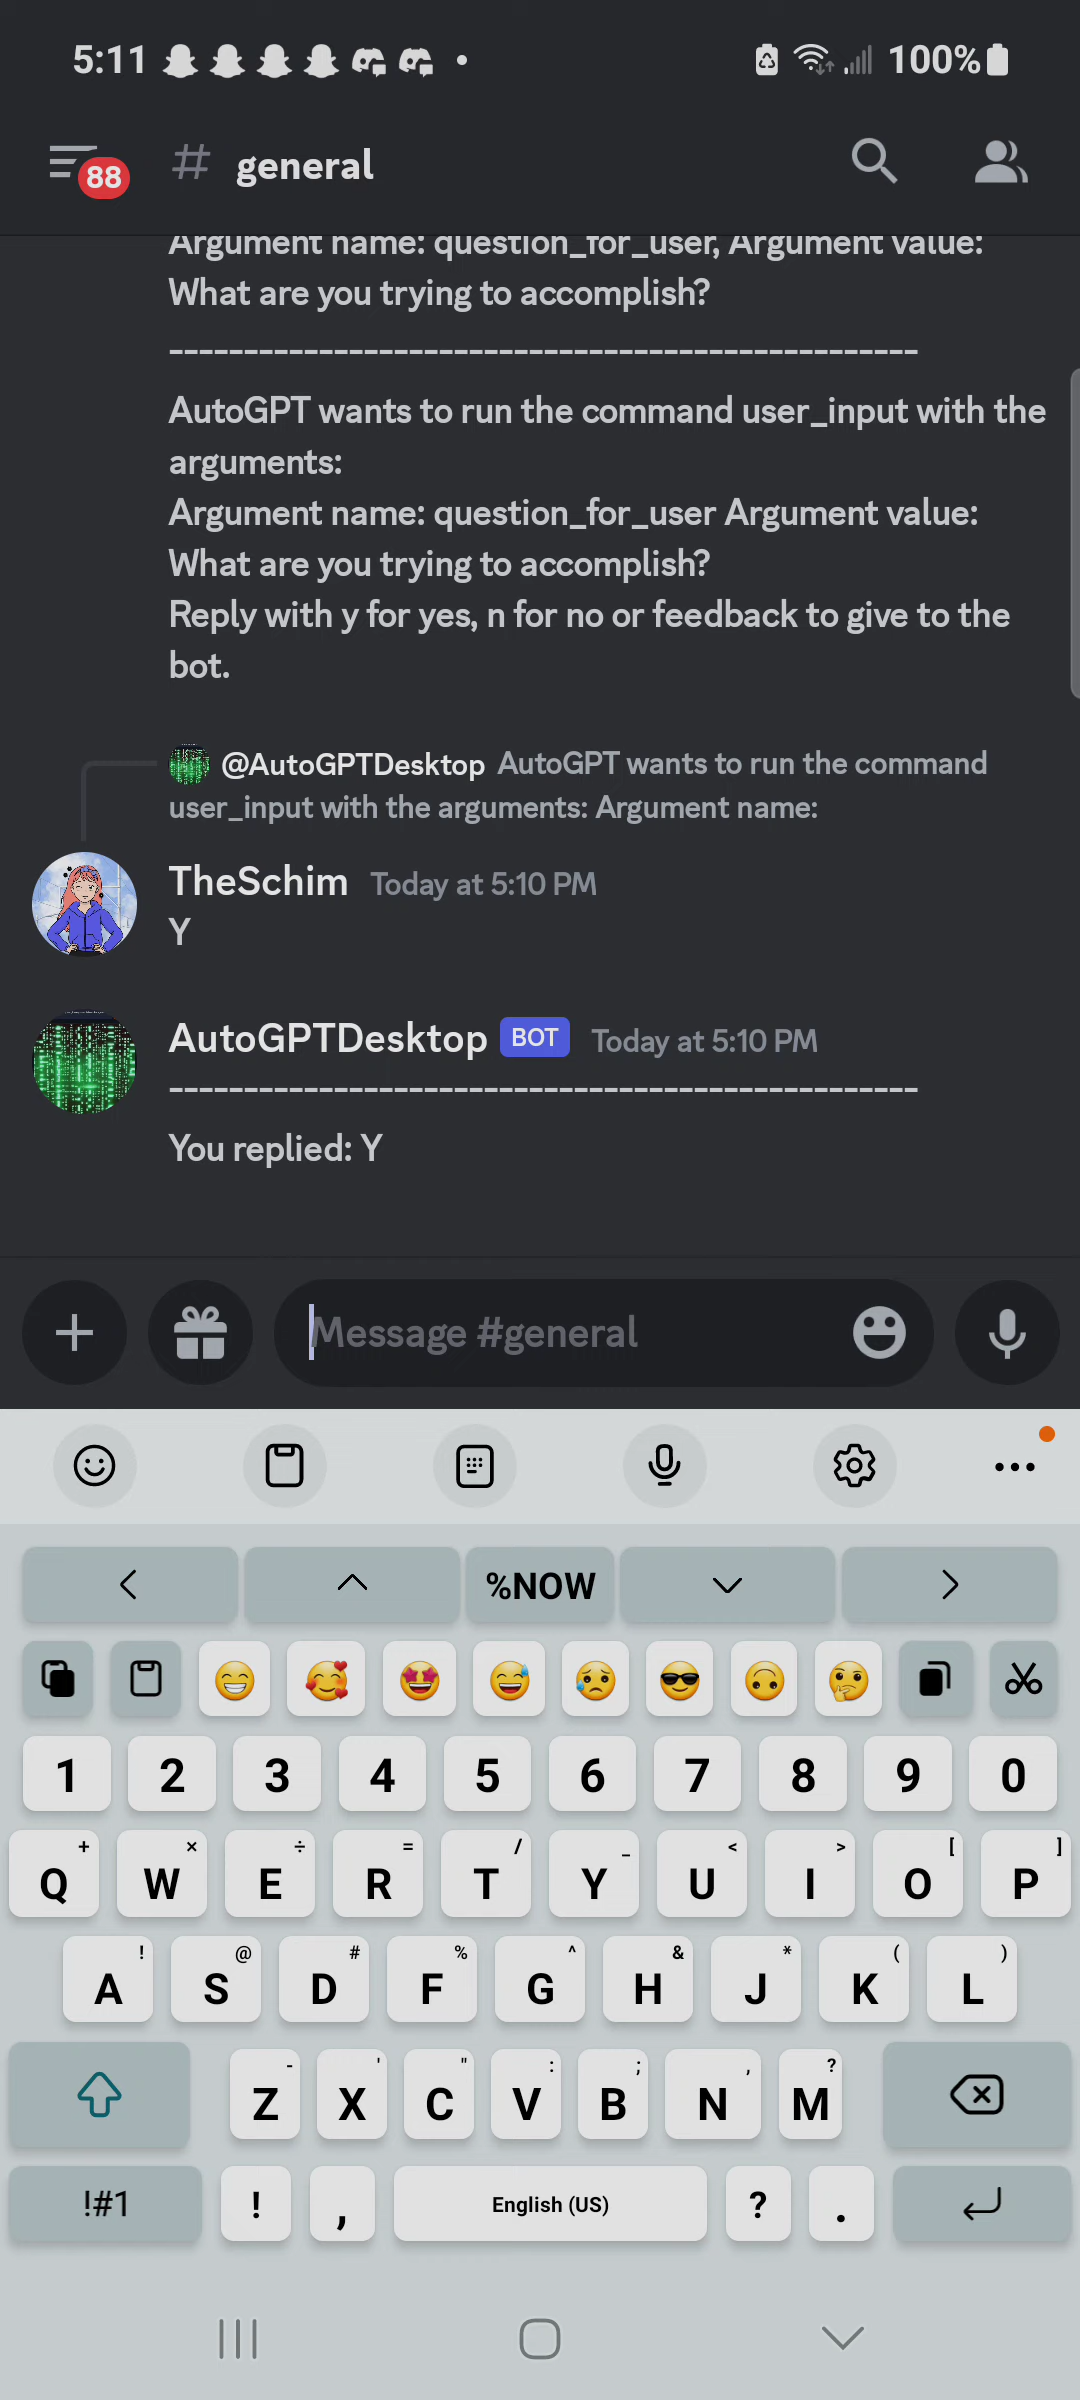 5:11 100%
88 # general
Argument name: question_for_user, Argument value:
What are you trying to accomplish?
--------------------------------------------------
AutoGPT wants to run the command user_input with the
arguments:
Argument name: question_for_user Argument value:
What are you trying to accomplish?
Reply with y for yes, n for no or feedback to give to the
bot.
@AutoGPTDesktop AutoGPT wants to run the command
user_input with the arguments: Argument name:
TheSchim Today at 5:10 PM
Y
AutoGPTDesktop BOT Today at 5:10 PM
--------------------------------------------------
You replied: Y
Message #general
%NOW
1 2 3 4 5 6 7 8 9 0
+ × ÷ = / _ < > [ ]
Q W E R T Y U I O P
! @ # % ^ & * ( )
A S D F G H J K L
- ' " : ; , ?
Z X C V B N M
!#1 ! , English (US) ? .